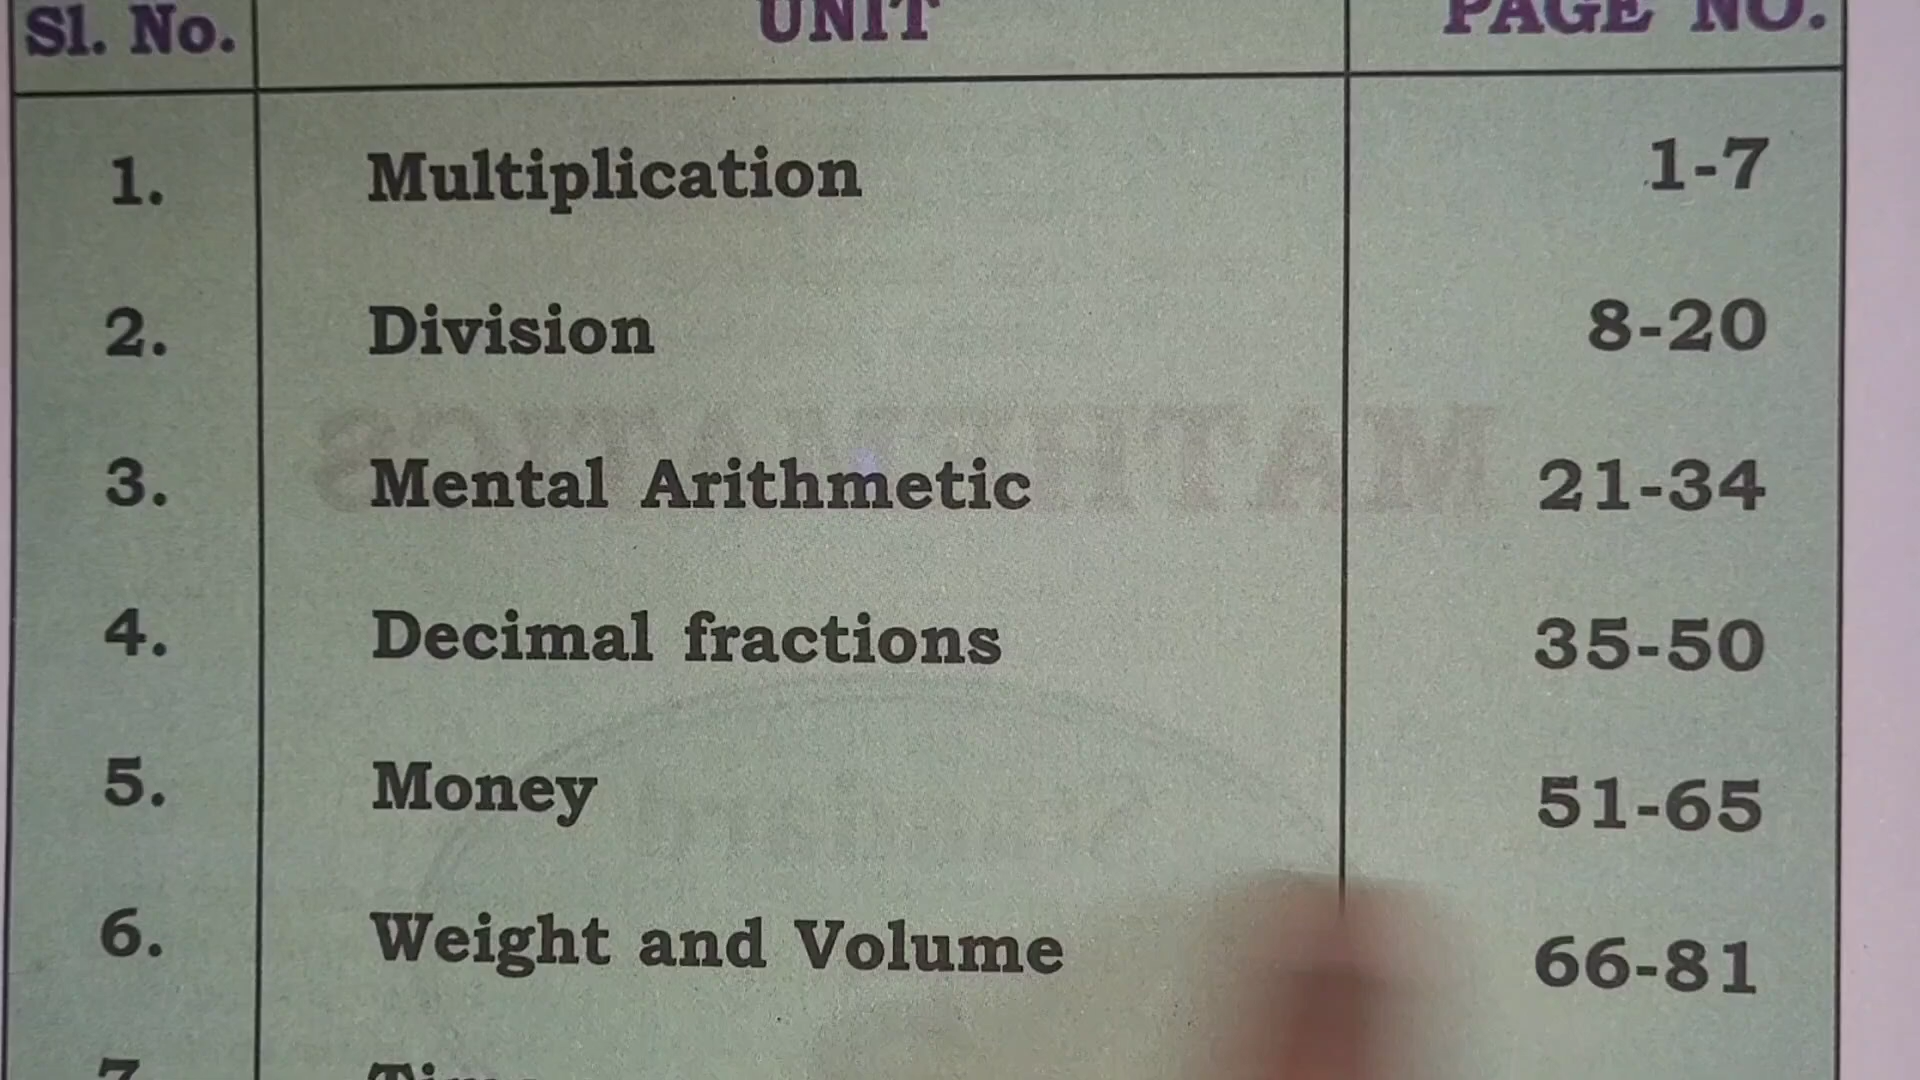 Sl. No. UNIT PAGE NO.
1. Multiplication 1-7
2. Division 8-20
3. Mental Arithmetic 21-34
4. Decimal fractions 35-50
5. Money 51-65
6. Weight and Volume 66-81
7.